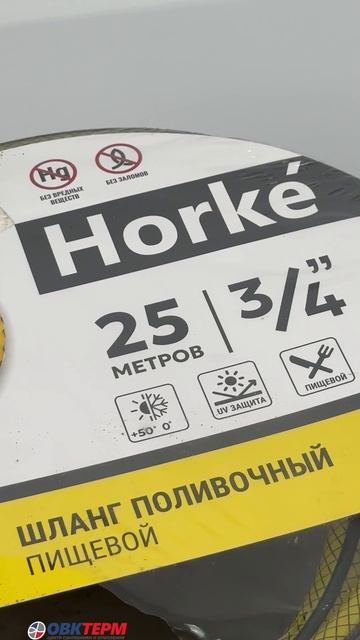 Hg
БЕЗ ВРЕДНЫХ
ВЕЩЕСТВ
БЕЗ ЗАЛОМОВ
Horké
25
МЕТРОВ
3/4”
+50° 0°
UV ЗАЩИТА
ПИЩЕВОЙ
ШЛАНГ ПОЛИВОЧНЫЙ
ПИЩЕВОЙ
ОВКТЕРМ